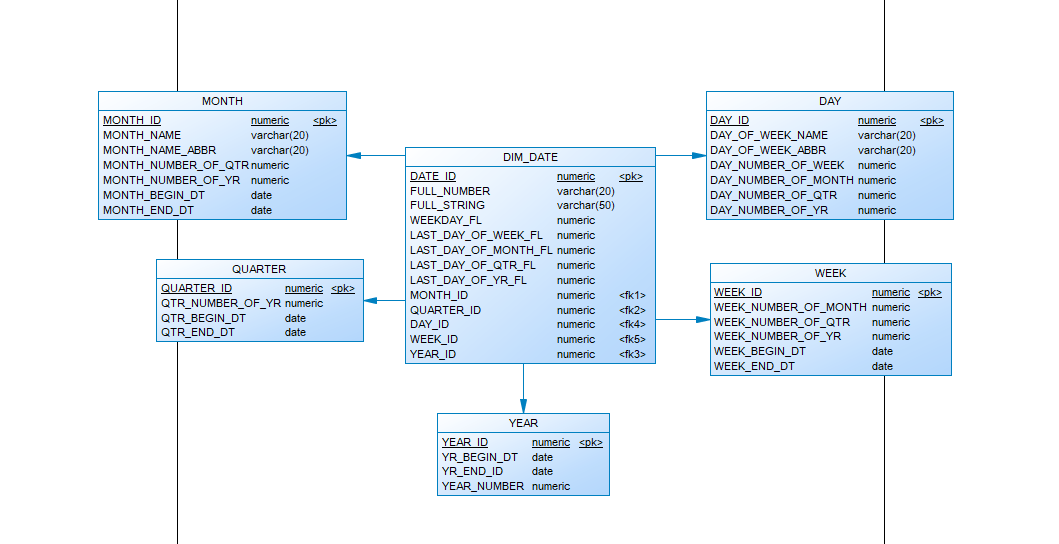 MONTH
MONTH_ID numeric <pk>
MONTH_NAME varchar(20)
MONTH_NAME_ABBR varchar(20)
MONTH_NUMBER_OF_QTR numeric
MONTH_NUMBER_OF_YR numeric
MONTH_BEGIN_DT date
MONTH_END_DT date
DIM_DATE
DATE_ID numeric <pk>
FULL_NUMBER varchar(20)
FULL_STRING varchar(50)
WEEKDAY_FL numeric
LAST_DAY_OF_WEEK_FL numeric
LAST_DAY_OF_MONTH_FL numeric
LAST_DAY_OF_QTR_FL numeric
LAST_DAY_OF_YR_FL numeric
MONTH_ID numeric <fk1>
QUARTER_ID numeric <fk2>
DAY_ID numeric <fk4>
WEEK_ID numeric <fk5>
YEAR_ID numeric <fk3>
DAY
DAY_ID numeric <pk>
DAY_OF_WEEK_NAME varchar(20)
DAY_OF_WEEK_ABBR varchar(20)
DAY_NUMBER_OF_WEEK numeric
DAY_NUMBER_OF_MONTH numeric
DAY_NUMBER_OF_QTR numeric
DAY_NUMBER_OF_YR numeric
QUARTER
QUARTER_ID numeric <pk>
QTR_NUMBER_OF_YR numeric
QTR_BEGIN_DT date
QTR_END_DT date
WEEK
WEEK_ID numeric <pk>
WEEK_NUMBER_OF_MONTH numeric
WEEK_NUMBER_OF_QTR numeric
WEEK_NUMBER_OF_YR numeric
WEEK_BEGIN_DT date
WEEK_END_DT date
YEAR
YEAR_ID numeric <pk>
YR_BEGIN_DT date
YR_END_ID date
YEAR_NUMBER numeric